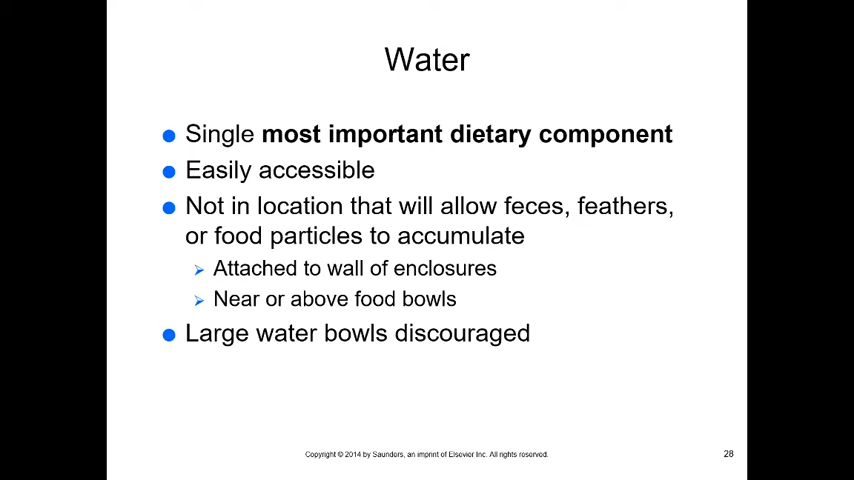 Water
Single most important dietary component
Easily accessible
Not in location that will allow feces, feathers,
or food particles to accumulate
Attached to wall of enclosures
Near or above food bowls
Large water bowls discouraged
Copyright © 2014 by Saunders, an imprint of Elsevier Inc. All rights reserved.
28